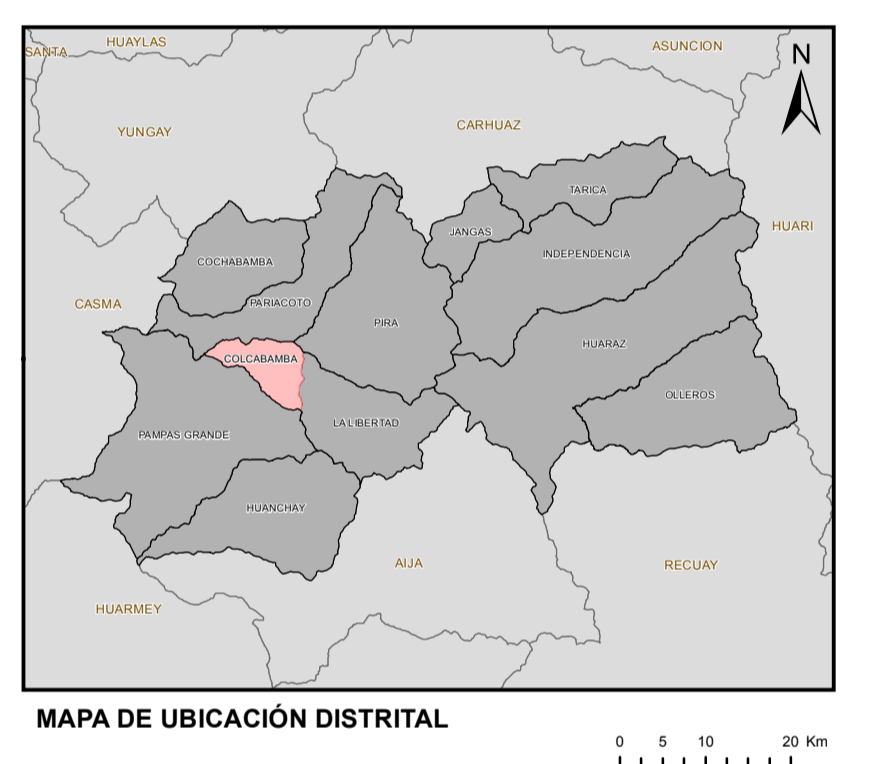 HUAYLAS
SANTA
ASUNCION
N
YUNGAY
CARHUAZ
TARICA
HUARI
JANGAS
COCHABAMBA
INDEPENDENCIA
CASMA
PARIACOTO
PIRA
HUARAZ
COLCABAMBA
OLLEROS
LA LIBERTAD
PAMPAS GRANDE
HUANCHAY
AIJA
RECUAY
HUARMEY
MAPA DE UBICACIÓN DISTRITAL
0 5 10 20 Km